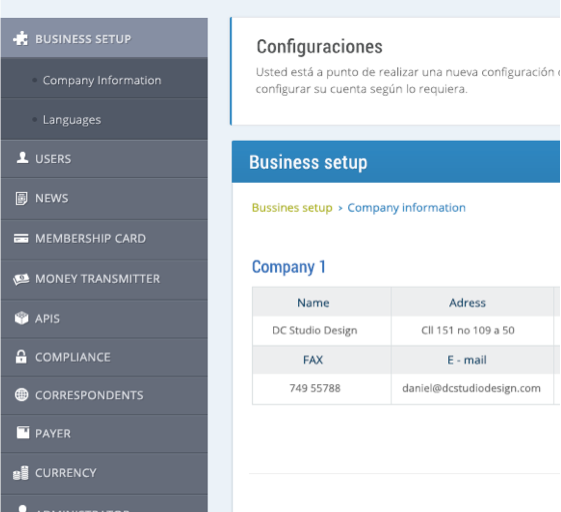 BUSINESS SETUP
Company Information
Languages
USERS
NEWS
MEMBERSHIP CARD
MONEY TRANSMITTER
APIS
COMPLIANCE
CORRESPONDENTS
PAYER
CURRENCY
ADMINISTRATOR
Configuraciones
Usted está a punto de realizar una nueva configuración
configurar su cuenta según lo requiera.
Business setup
Bussines setup > Company information
Company 1
Name Adress
DC Studio Design Cll 151 no 109 a 50
FAX E - mail
749 55788 daniel@dcstudiodesign.com